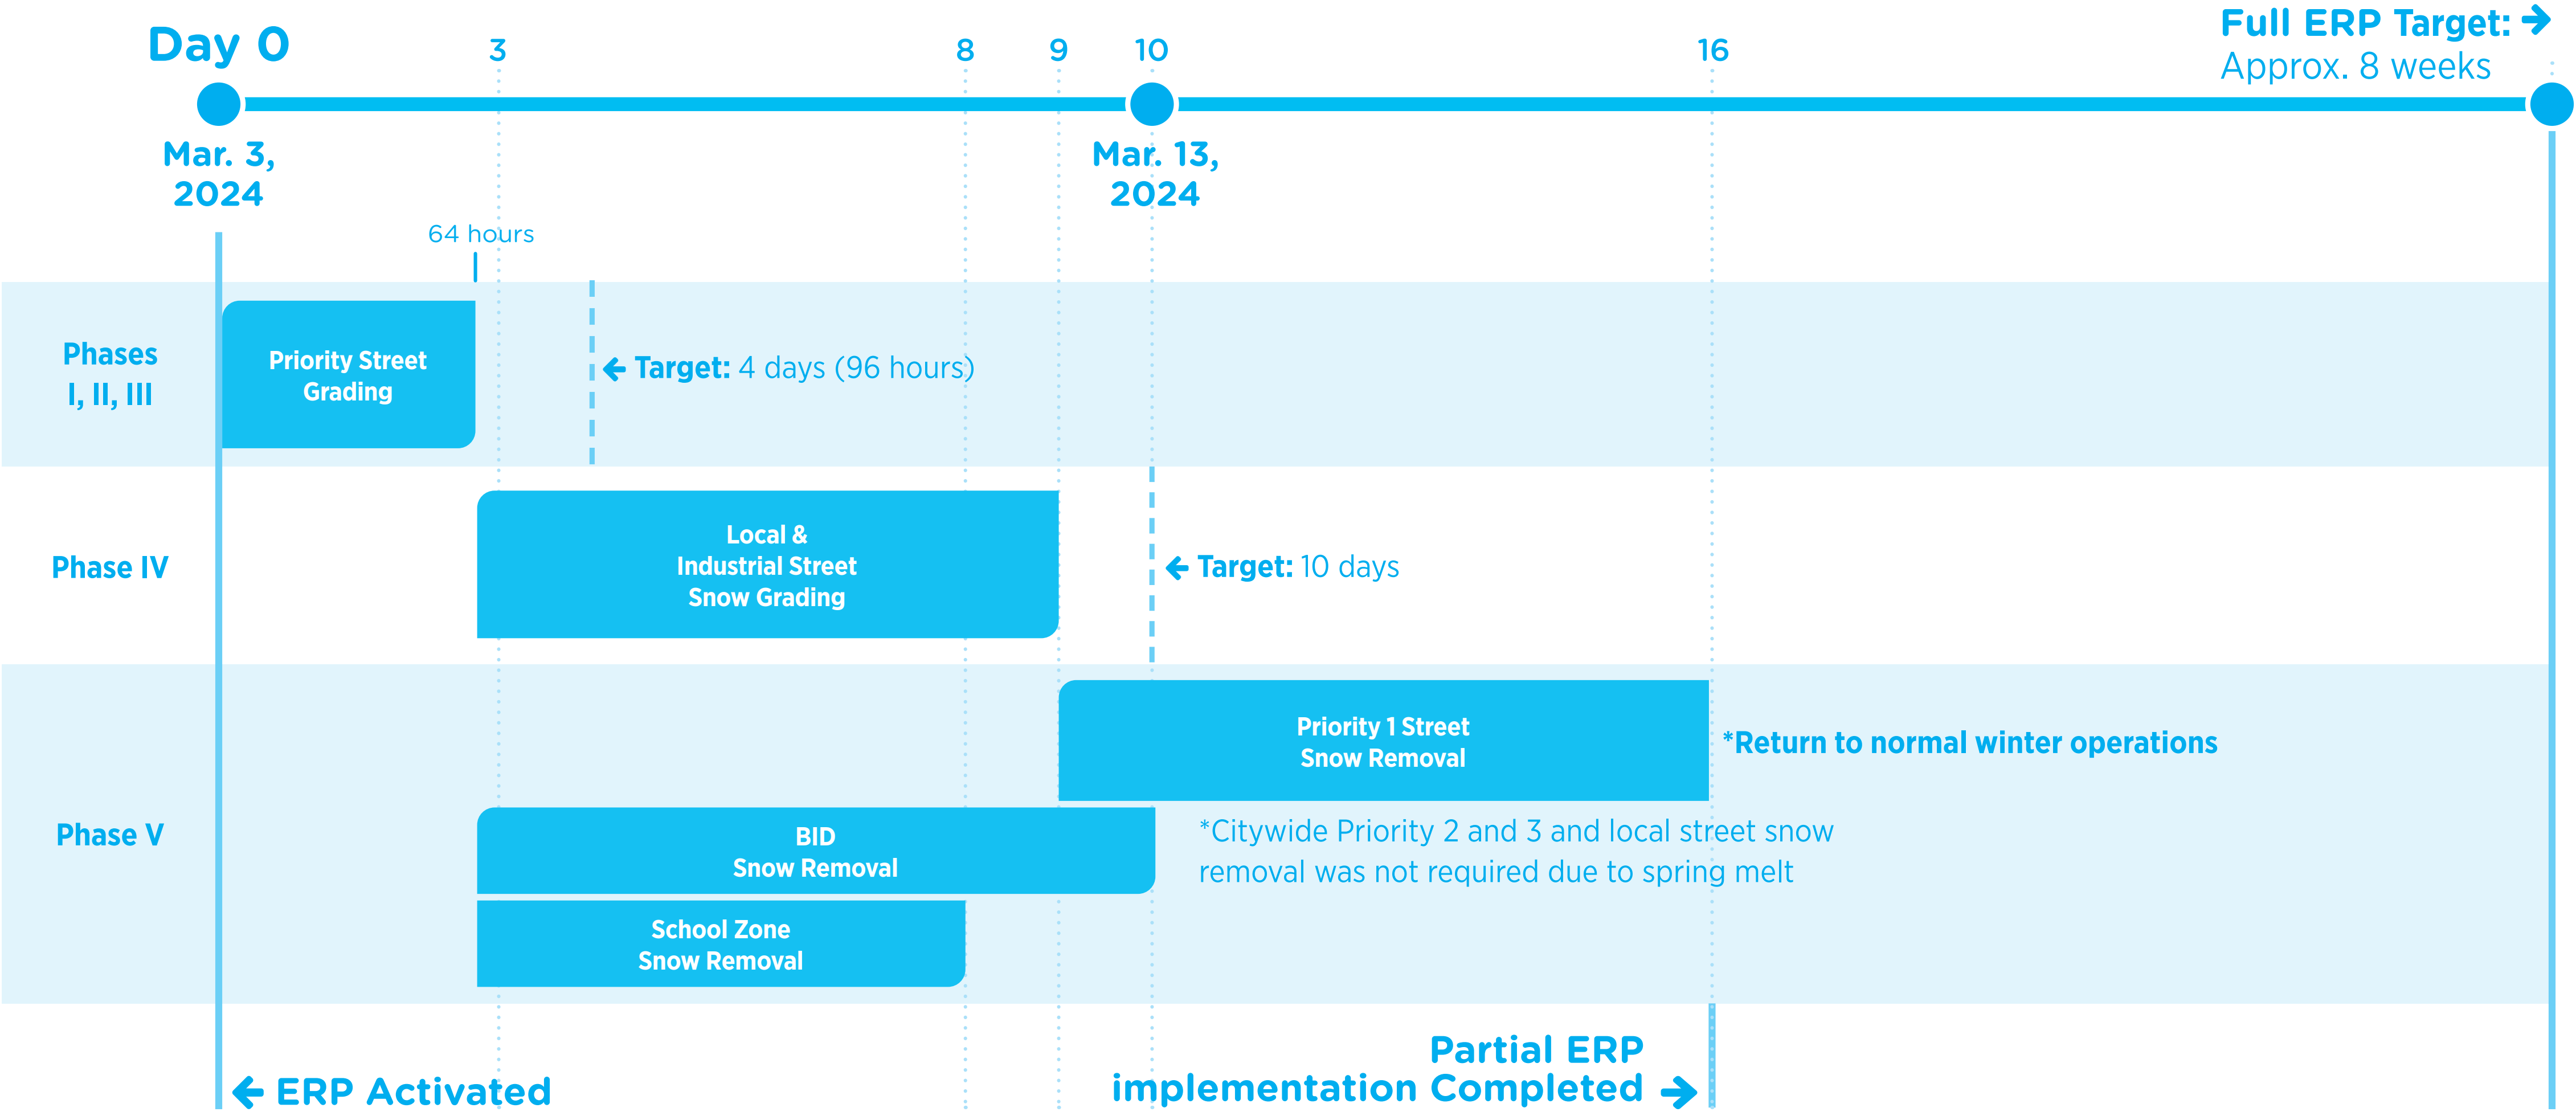 Full ERP Target: →
Approx. 8 weeks
Day 0
3
8
9
10
16
Mar. 3,
2024
Mar. 13,
2024
64 hours
Phases
I, II, III
Priority Street
Grading
← Target: 4 days (96 hours)
Phase IV
Local &
Industrial Street
Snow Grading
← Target: 10 days
Phase V
Priority 1 Street
Snow Removal
*Return to normal winter operations
BID
Snow Removal
*Citywide Priority 2 and 3 and local street snow
removal was not required due to spring melt
School Zone
Snow Removal
← ERP Activated
Partial ERP
implementation Completed →